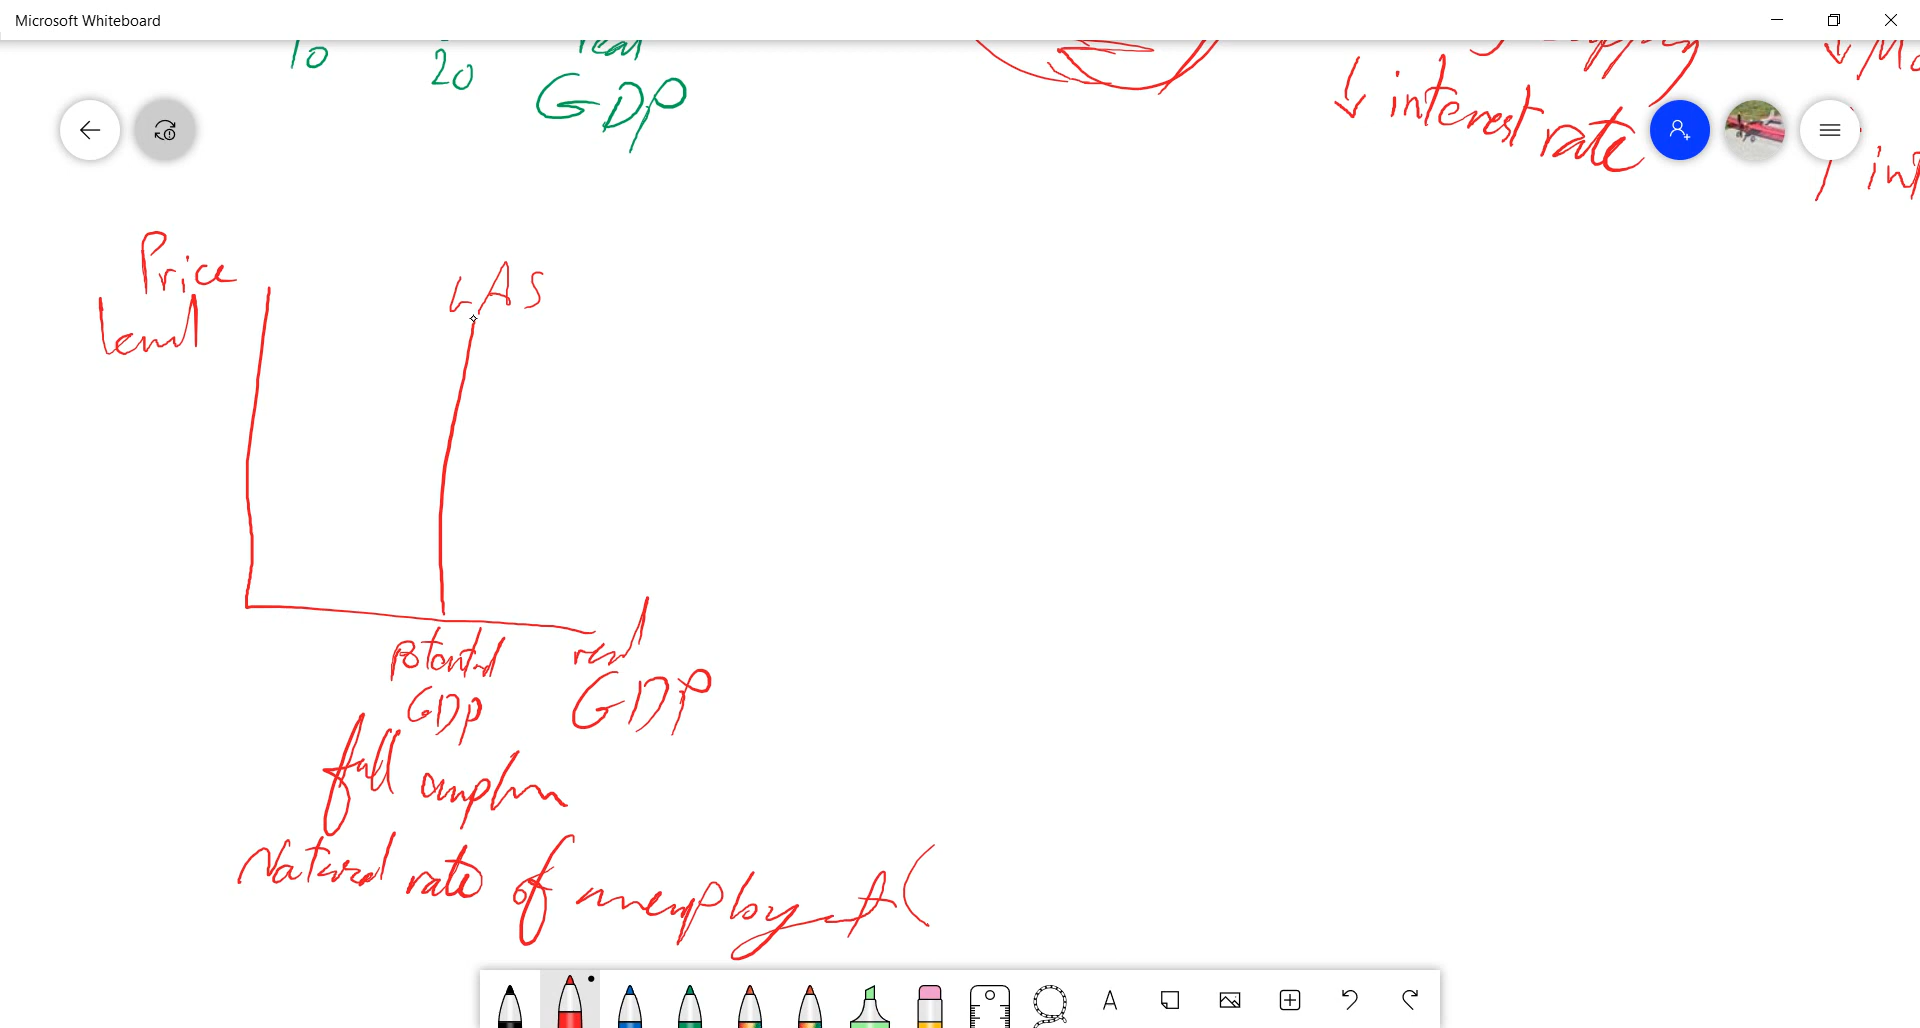 Microsoft Whiteboard
10
20
real
GDP
↓ interest rate
Price
level
LAS
potential
GDP
real
GDP
full
Natural rate of unemployment (